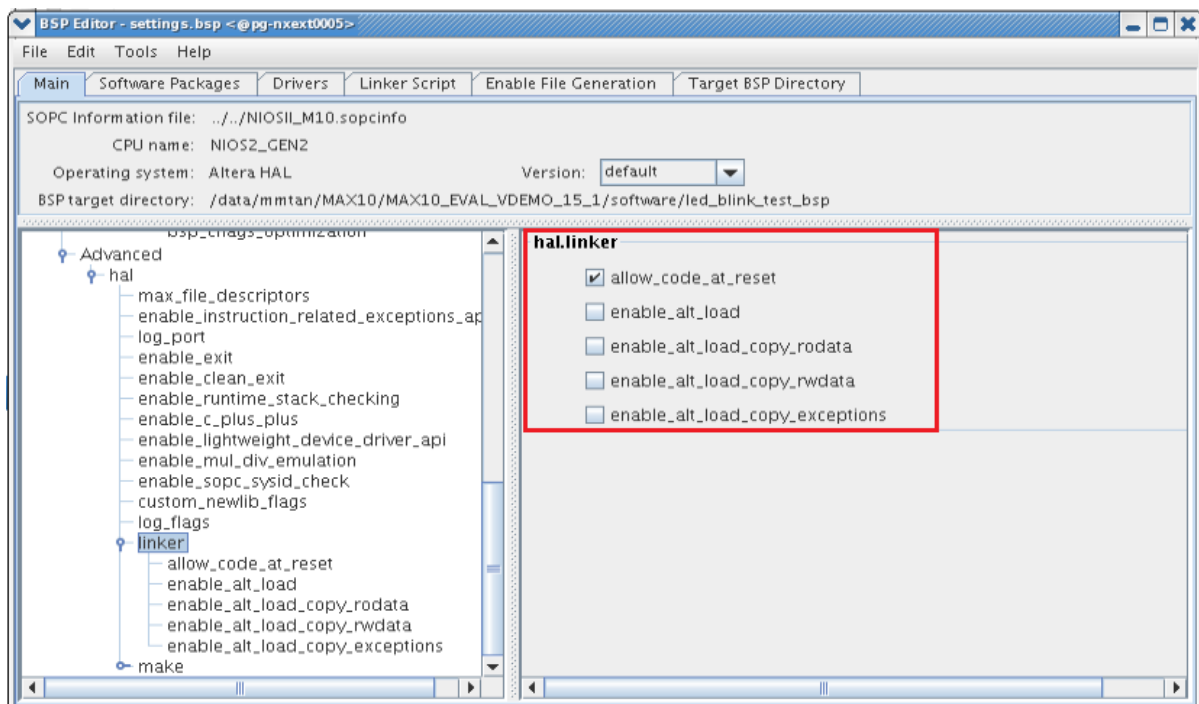 BSP Editor - settings.bsp <@pg-nxext0005>
File Edit Tools Help
Main Software Packages Drivers Linker Script Enable File Generation Target BSP Directory
SOPC Information file: ../../NIOSII_M10.sopcinfo
CPU name: NIOS2_GEN2
Operating system: Altera HAL Version: default
BSP target directory: /data/mmtan/MAX10/MAX10_EVAL_VDEMO_15_1/software/led_blink_test_bsp
Advanced
hal
max_file_descriptors
enable_instruction_related_exceptions_ap
log_port
enable_exit
enable_clean_exit
enable_runtime_stack_checking
enable_c_plus_plus
enable_lightweight_device_driver_api
enable_mul_div_emulation
enable_sopc_sysid_check
custom_newlib_flags
log_flags
linker
allow_code_at_reset
enable_alt_load
enable_alt_load_copy_rodata
enable_alt_load_copy_rwdata
enable_alt_load_copy_exceptions
make
hal.linker
allow_code_at_reset
enable_alt_load
enable_alt_load_copy_rodata
enable_alt_load_copy_rwdata
enable_alt_load_copy_exceptions